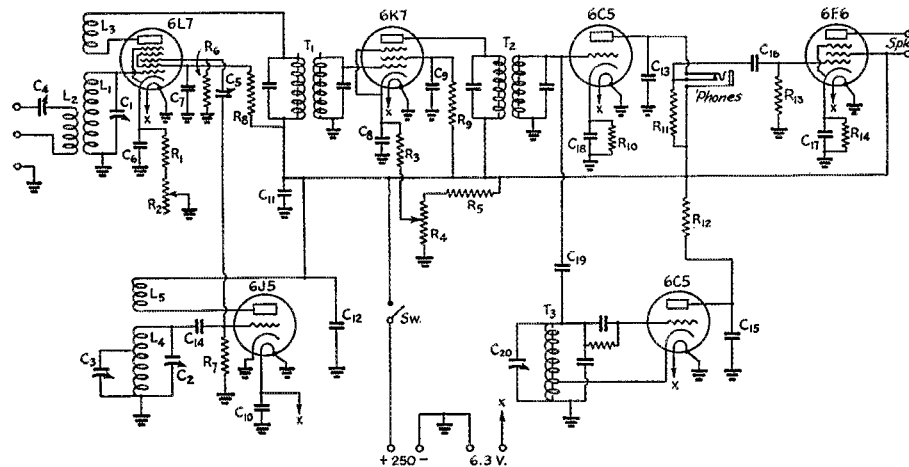 6L7
6K7
6C5
6F6
L3
R6
T1
T2
C16
Spkr
C4
L2
L1
C1
C7
C5
R8
C9
R9
C13
Phones
R11
R13
C6
R1
C8
R3
C18
R10
C17
R14
R2
C11
R5
R4
R12
C19
L5
6J5
6C5
T3
C12
Sw.
C15
L4
C14
C3
C2
R7
C20
C10
x
x
x
x
x
x
x
+ 250 −
6.3 V.